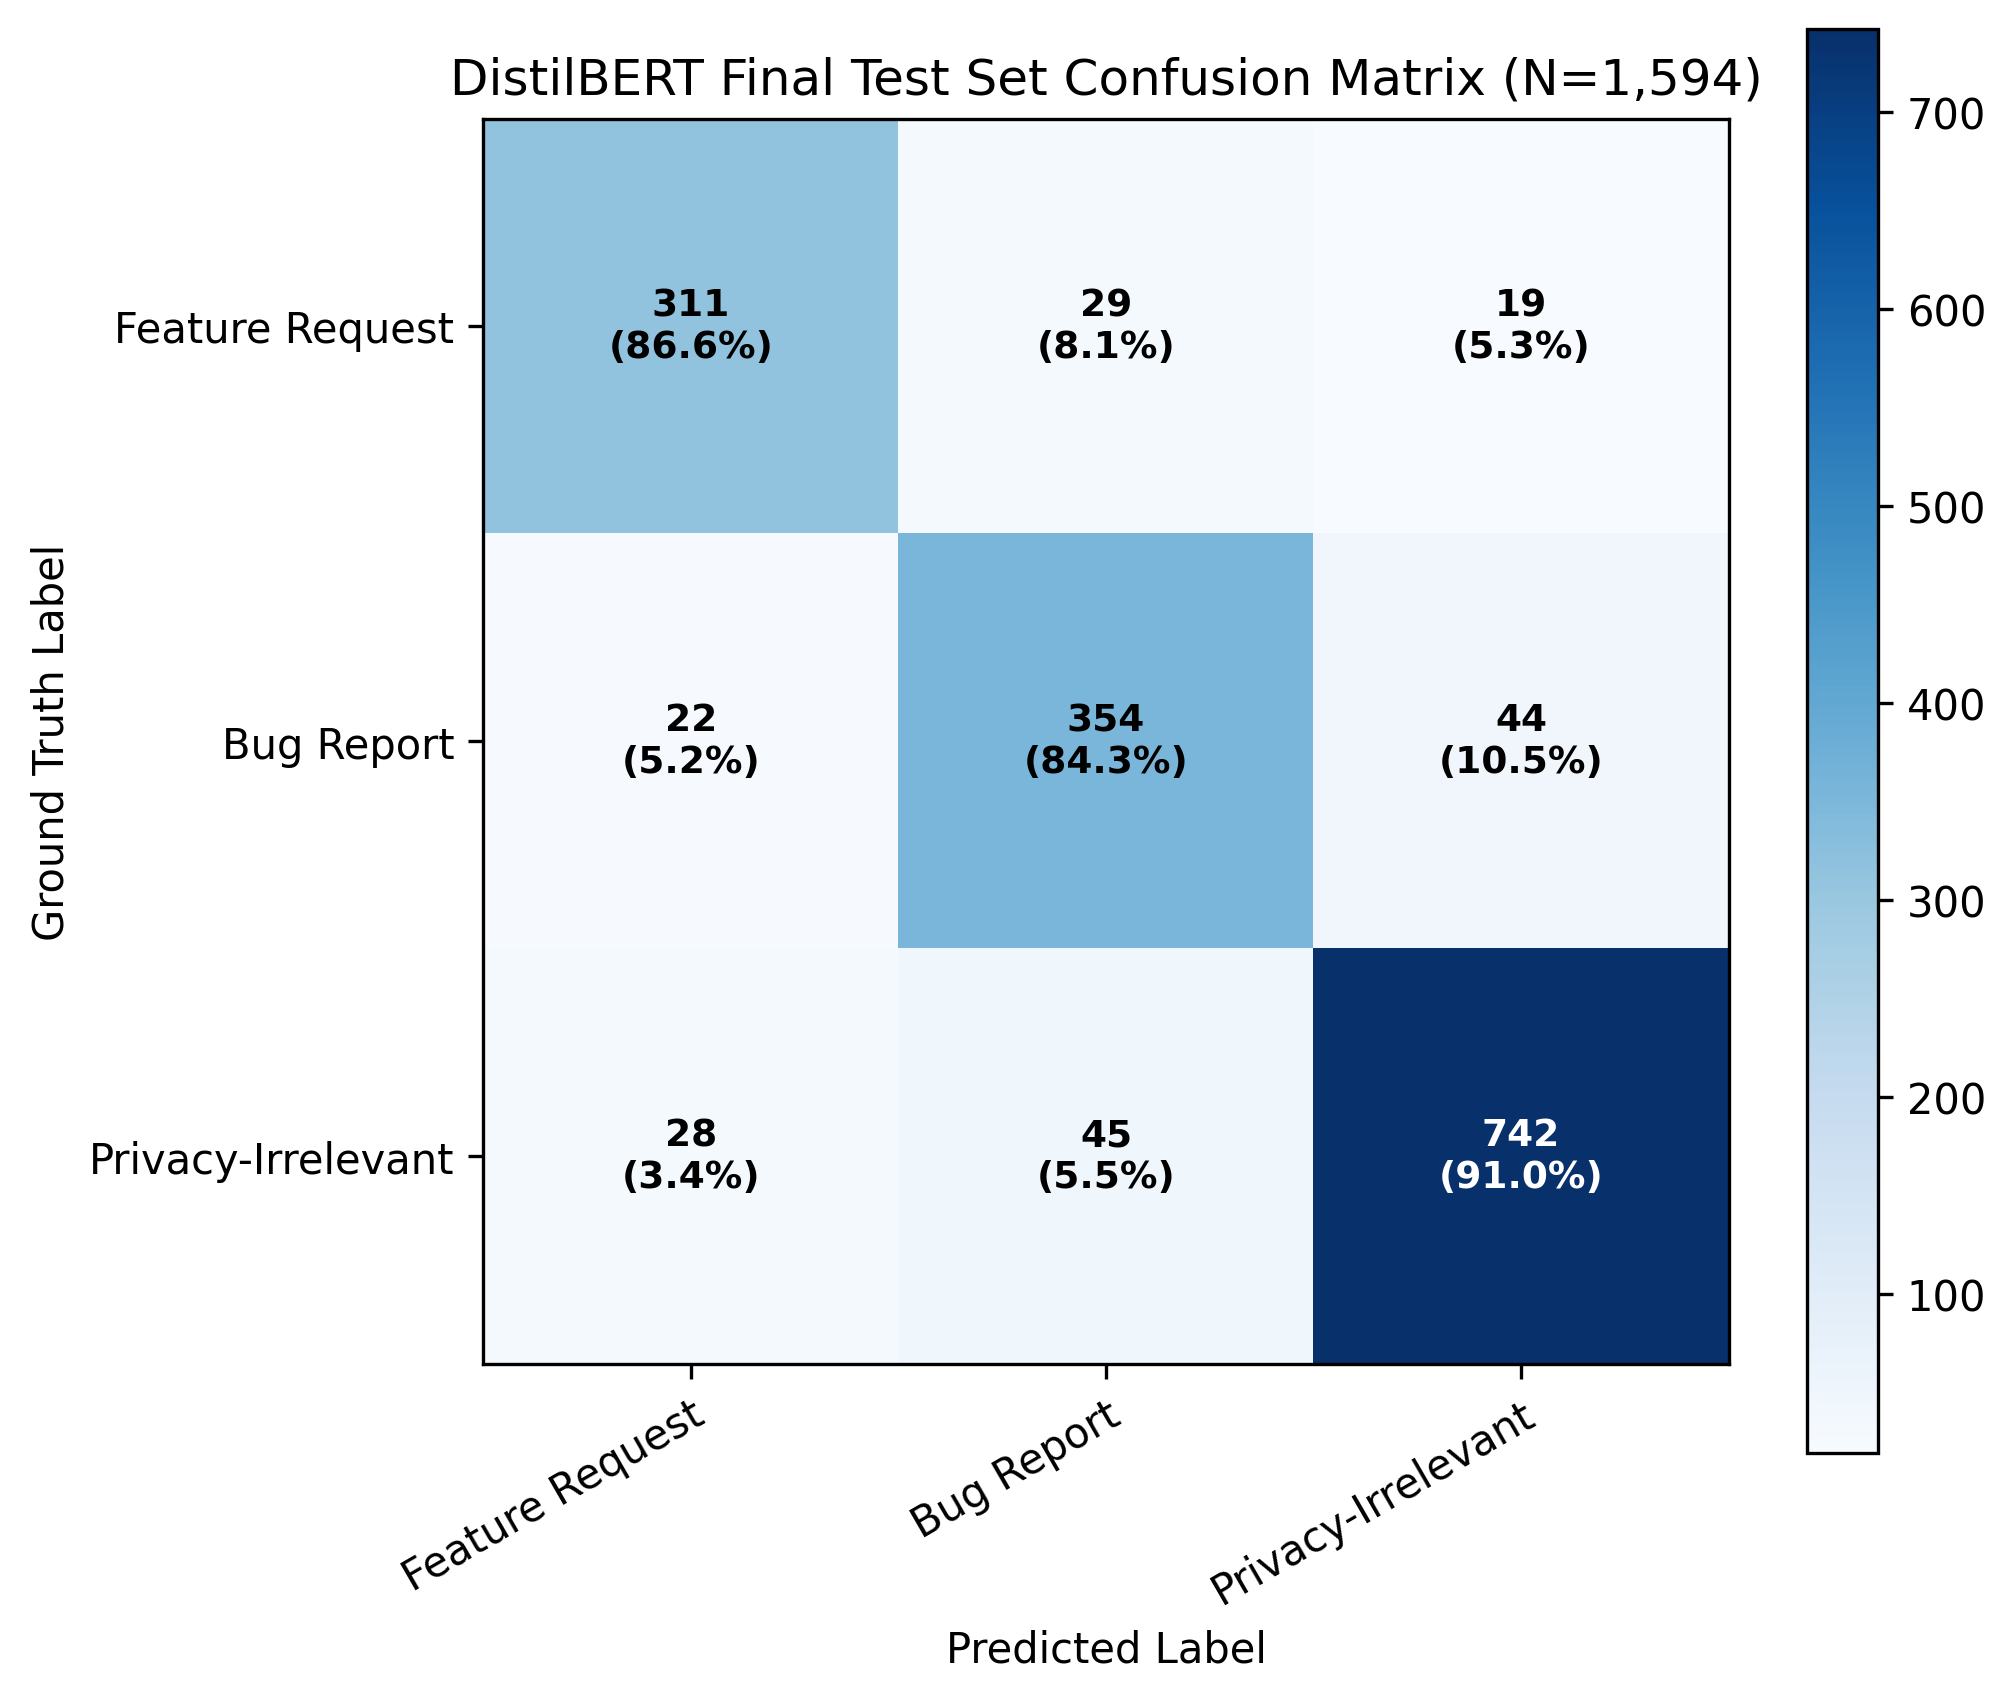 DistilBERT Final Test Set Confusion Matrix (N=1,594)
Ground Truth Label
Feature Request
311
(86.6%)
29
(8.1%)
19
(5.3%)
Bug Report
22
(5.2%)
354
(84.3%)
44
(10.5%)
Privacy-Irrelevant
28
(3.4%)
45
(5.5%)
742
(91.0%)
Feature Request
Bug Report
Privacy-Irrelevant
Predicted Label
700
600
500
400
300
200
100